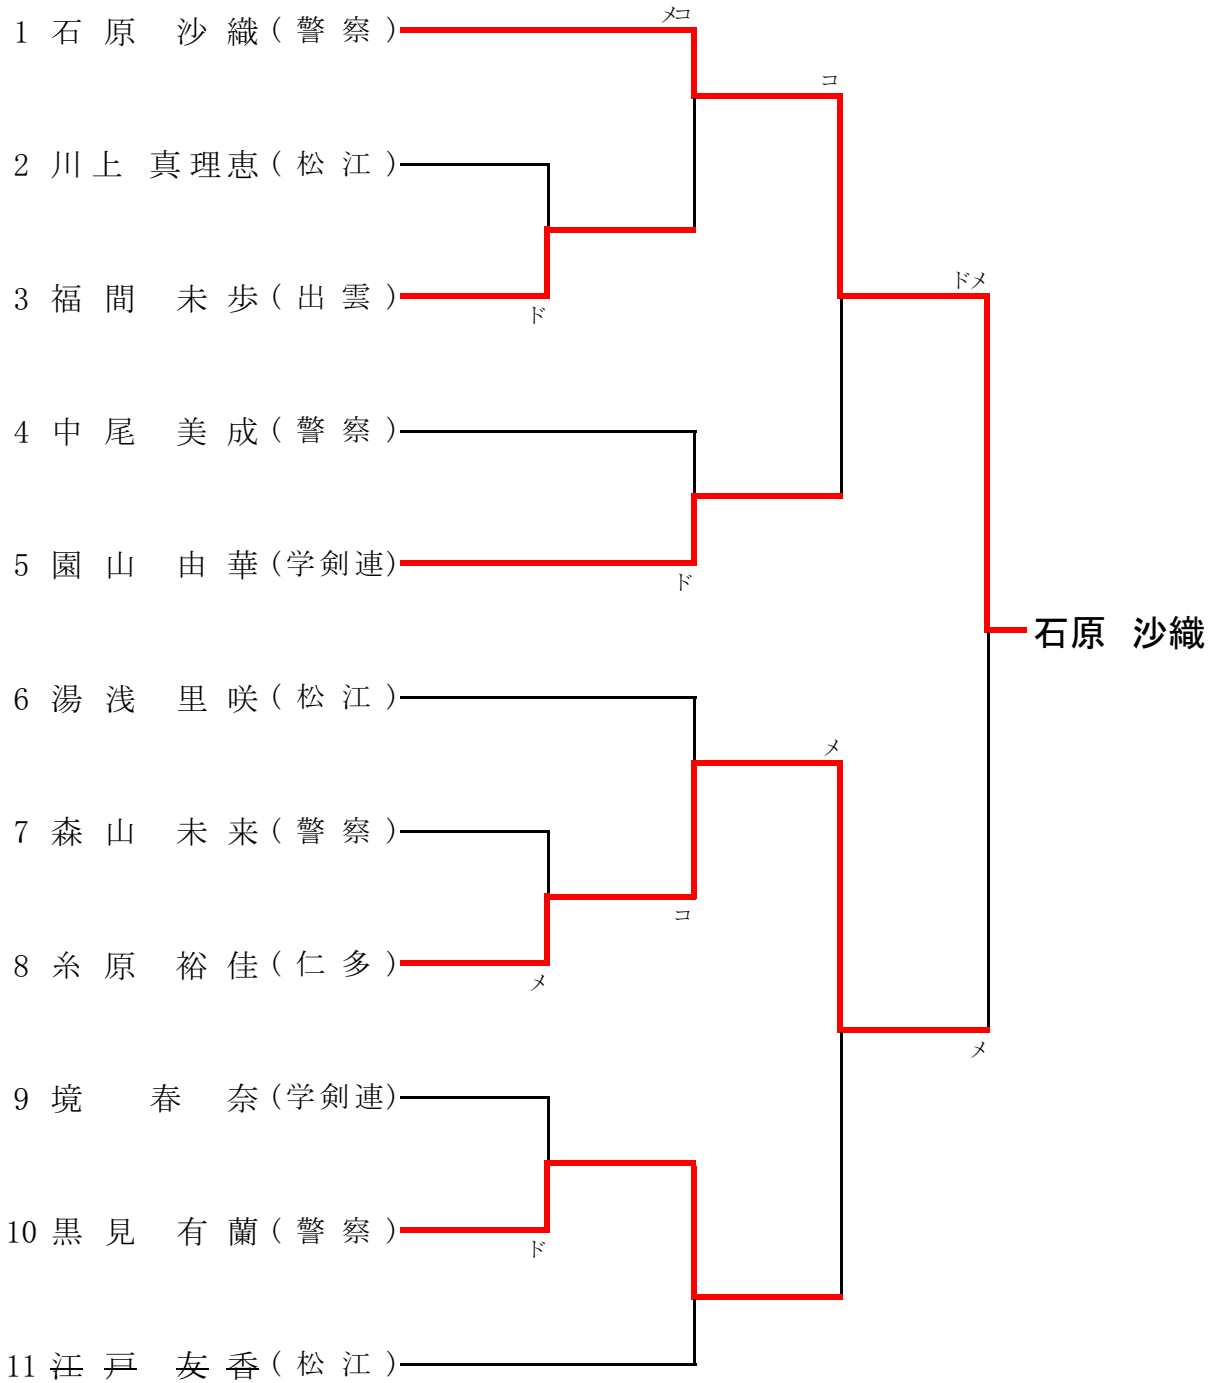 メコ
1 石原 沙織(警察)
コ
2 川上 真理恵(松江)
ドメ
3 福間 未歩(出雲)
ド
4 中尾 美成(警察)
5 園山 由華(学剣連)
ド
石原 沙織
6 湯浅 里咲(松江)
メ
7 森山 未来(警察)
コ
8 糸原 裕佳(仁多)
メ
メ
9 境 春奈(学剣連)
10 黒見 有蘭(警察)
ド
11 江戸 友香(松江)